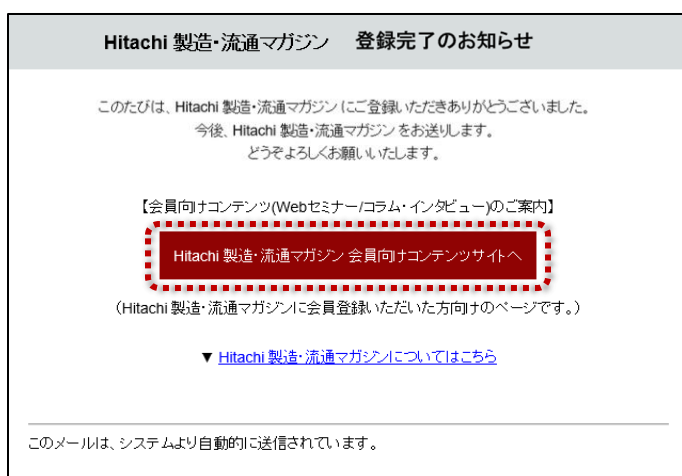 Hitachi 製造・流通マガジン　登録完了のお知らせ
このたびは、Hitachi 製造・流通マガジン にご登録いただきありがとうございました。
今後、Hitachi 製造・流通マガジン をお送りします。
どうぞよろしくお願いいたします。
【会員向けコンテンツ(Webセミナー/コラム・インタビュー)のご案内】
Hitachi 製造・流通マガジン 会員向けコンテンツサイトへ
（Hitachi 製造・流通マガジンに会員登録いただいた方向けのページです。）
▼ Hitachi 製造・流通マガジンについてはこちら
このメールは、システムより自動的に送信されています。